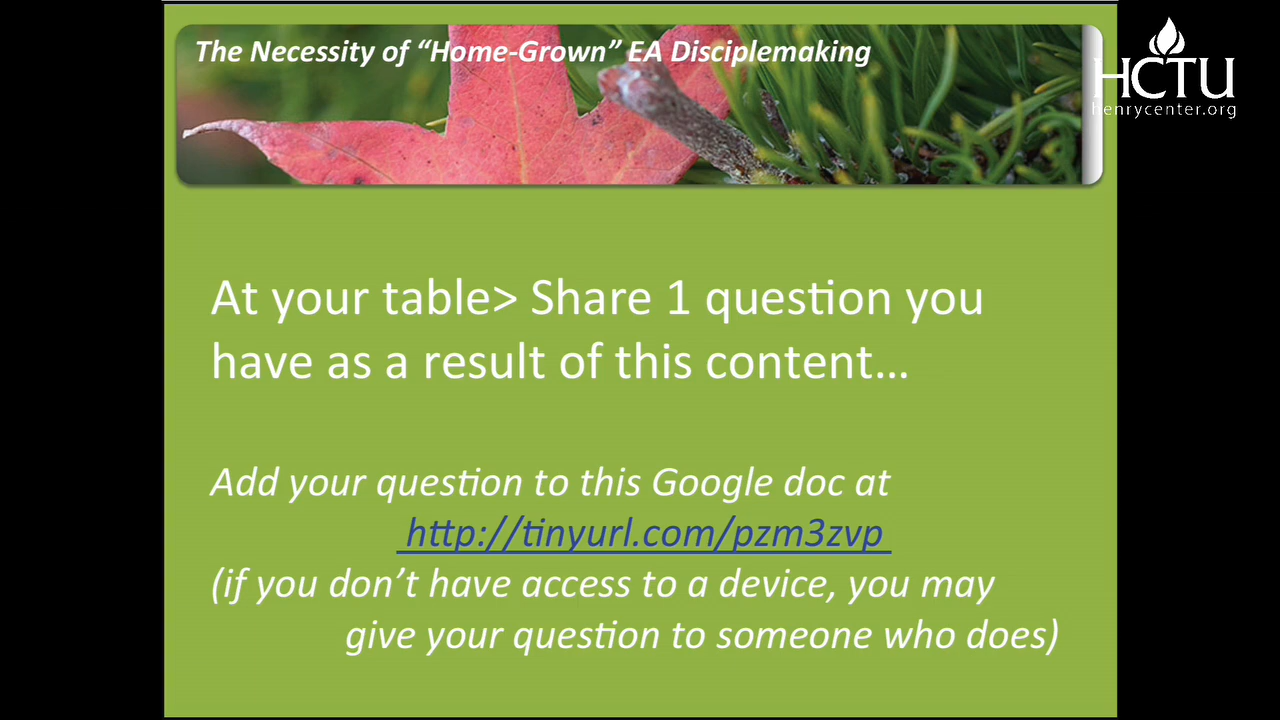 The Necessity of “Home-Grown” EA Disciplemaking
HCTU
henrycenter.org
At your table> Share 1 question you
have as a result of this content...
Add your question to this Google doc at
http://tinyurl.com/pzm3zvp
(if you don’t have access to a device, you may
give your question to someone who does)